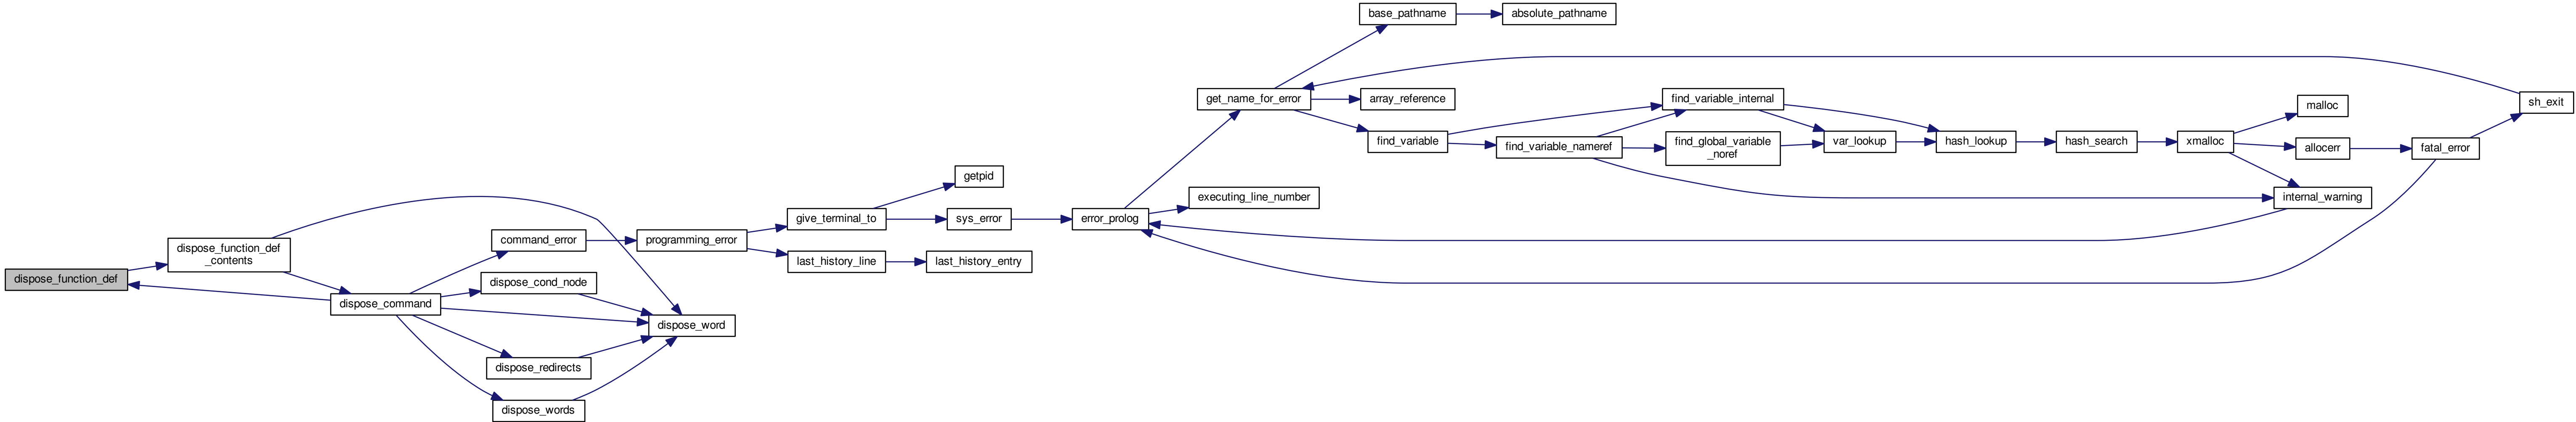 dispose_function_def
dispose_function_def
_contents
dispose_command
command_error
dispose_cond_node
dispose_redirects
dispose_words
dispose_word
programming_error
give_terminal_to
last_history_line
getpid
sys_error
last_history_entry
error_prolog
get_name_for_error
executing_line_number
base_pathname
absolute_pathname
array_reference
find_variable
find_variable_nameref
find_variable_internal
find_global_variable
_noref
var_lookup
hash_lookup
hash_search
xmalloc
malloc
allocerr
internal_warning
fatal_error
sh_exit